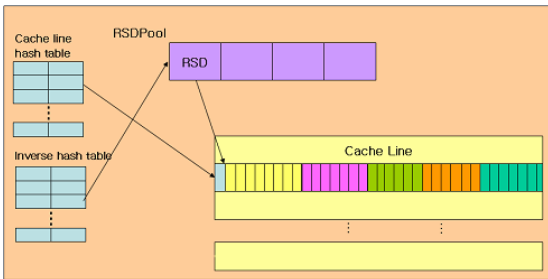 Cache line
hash table
RSDPool
RSD
Inverse hash table
Cache Line